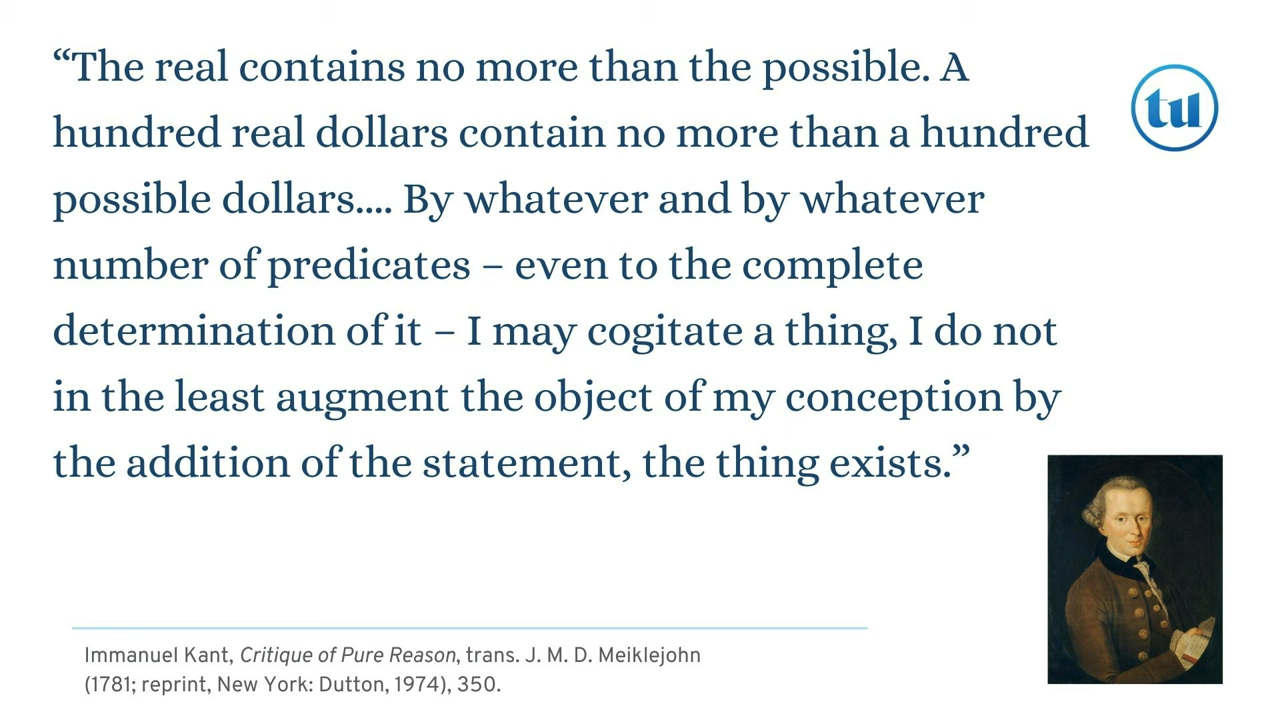 “The real contains no more than the possible. A
hundred real dollars contain no more than a hundred
possible dollars.... By whatever and by whatever
number of predicates – even to the complete
determination of it – I may cogitate a thing, I do not
in the least augment the object of my conception by
the addition of the statement, the thing exists.”
tu
Immanuel Kant, Critique of Pure Reason, trans. J. M. D. Meiklejohn
(1781; reprint, New York: Dutton, 1974), 350.